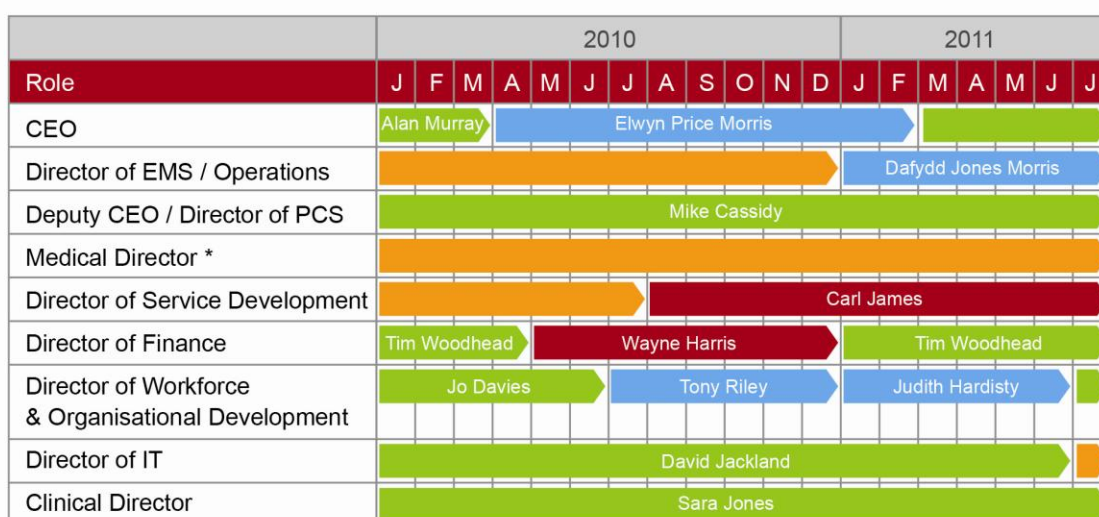 2010 2011
Role J F M A M J J A S O N D J F M A M J J
CEO Alan Murray Elwyn Price Morris
Director of EMS / Operations Dafydd Jones Morris
Deputy CEO / Director of PCS Mike Cassidy
Medical Director *
Director of Service Development Carl James
Director of Finance Tim Woodhead Wayne Harris Tim Woodhead
Director of Workforce Jo Davies Tony Riley Judith Hardisty
& Organisational Development
Director of IT David Jackland
Clinical Director Sara Jones